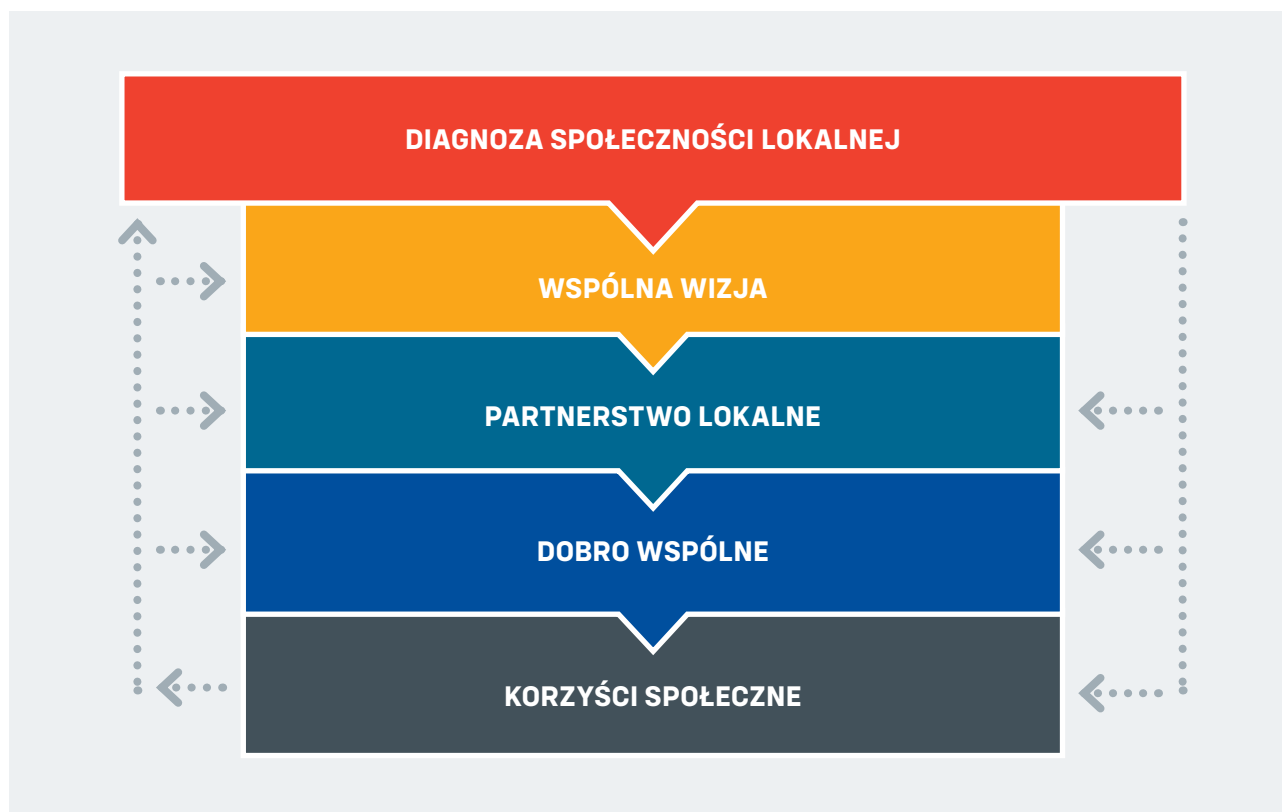 DIAGNOZA SPOŁECZNOŚCI LOKALNEJ
WSPÓLNA WIZJA
PARTNERSTWO LOKALNE
DOBRO WSPÓLNE
KORZYŚCI SPOŁECZNE